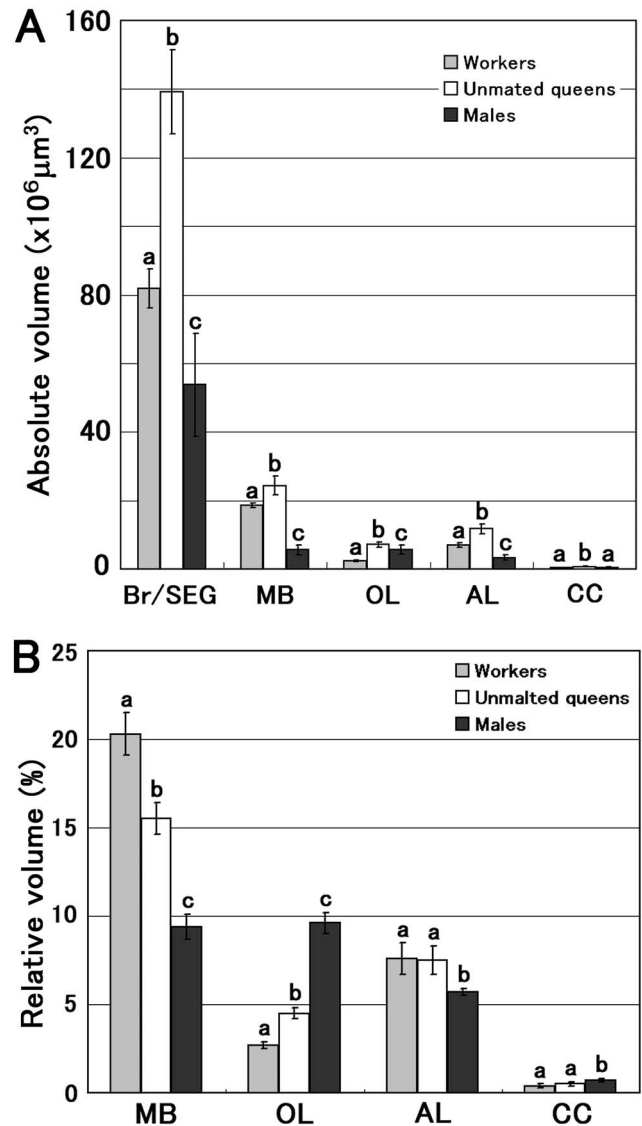 A
Absolute volume (x10⁶μm³)
160
120
80
40
0
Workers
Unmated queens
Males
a b c
a b c
a b c
a b c
a b a
Br/SEG MB OL AL CC
B
Relative volume (%)
25
20
15
10
5
0
Workers
Unmalted queens
Males
a b c
a b c
a a b
a a b
MB OL AL CC